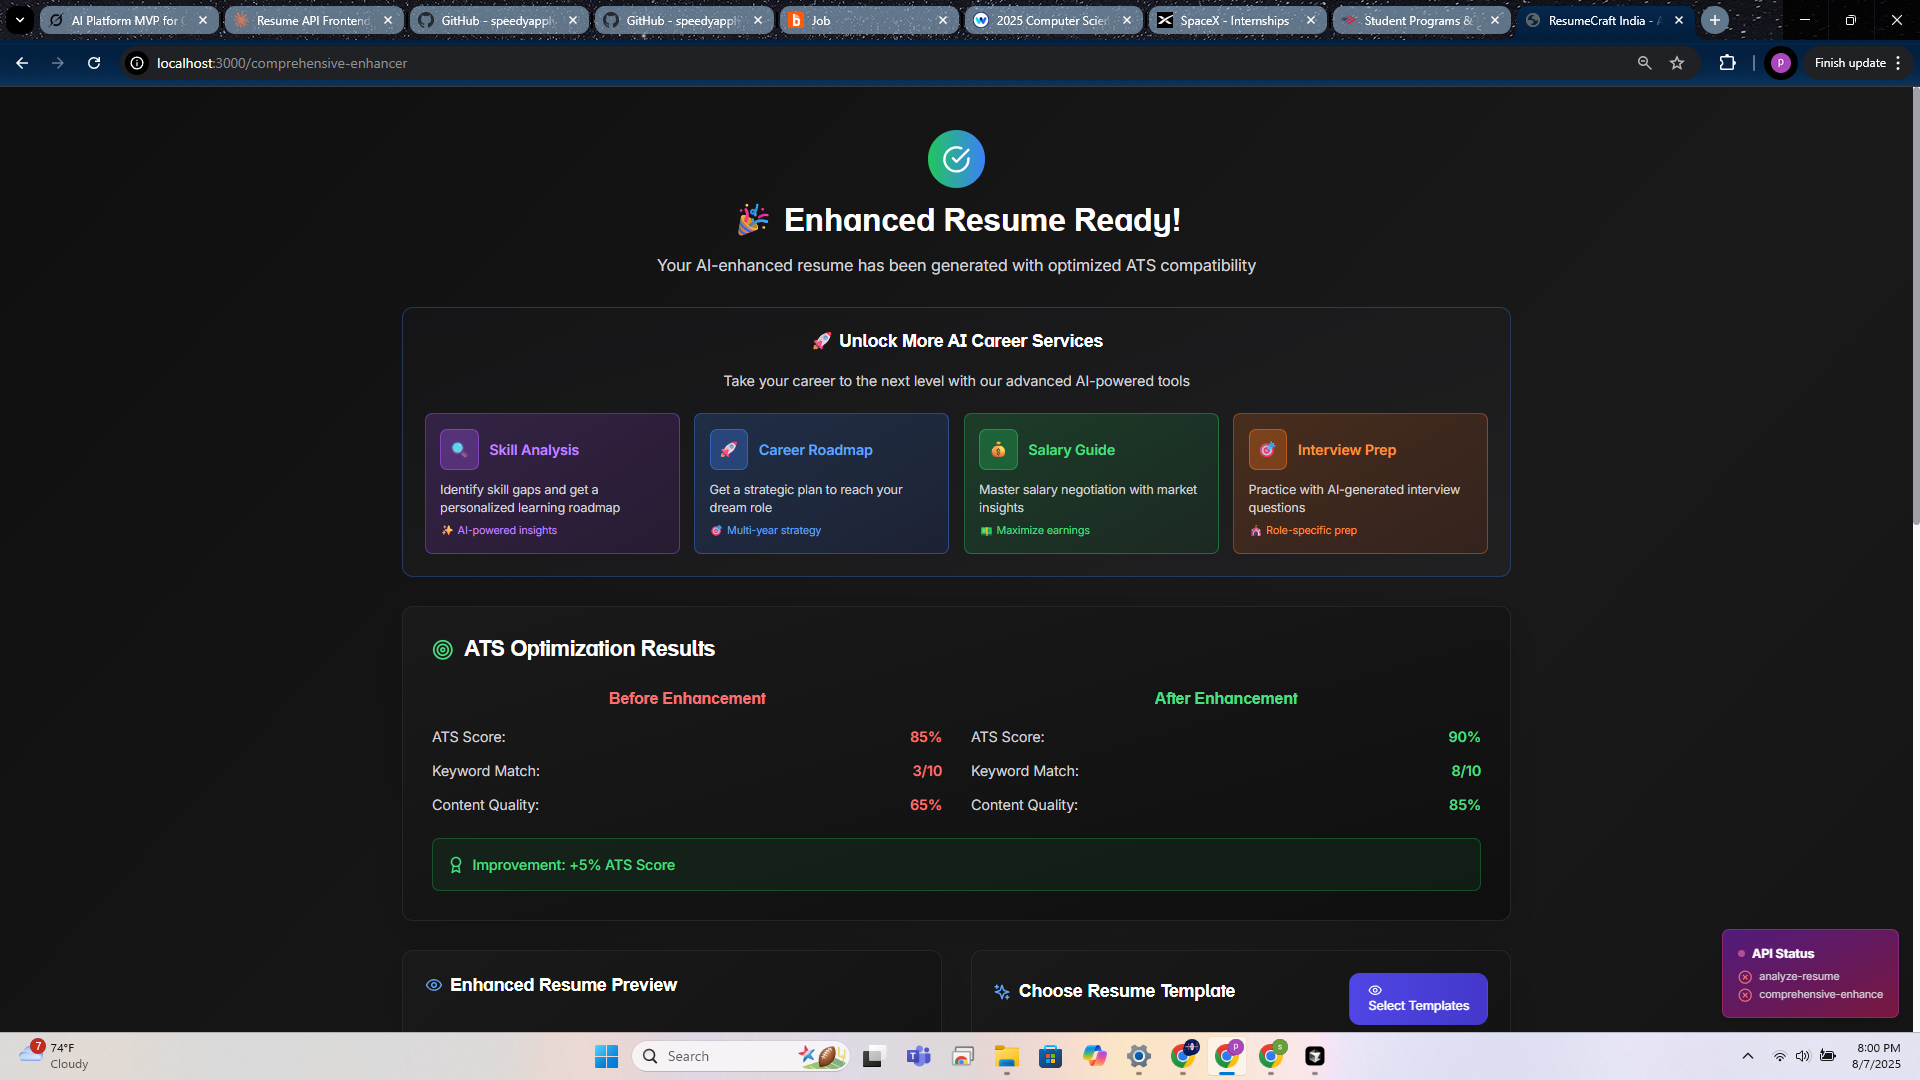 AI Platform MVP for
Resume API Frontend
GitHub - speedyappl
GitHub - speedyappl
Job
2025 Computer Scien
SpaceX - Internships
Student Programs &
ResumeCraft India - A
localhost:3000/comprehensive-enhancer
P
Finish update
Enhanced Resume Ready!
Your AI-enhanced resume has been generated with optimized ATS compatibility
Unlock More AI Career Services
Take your career to the next level with our advanced AI-powered tools
Skill Analysis
Identify skill gaps and get a
personalized learning roadmap
AI-powered insights
Career Roadmap
Get a strategic plan to reach your
dream role
Multi-year strategy
Salary Guide
Master salary negotiation with market
insights
Maximize earnings
Interview Prep
Practice with AI-generated interview
questions
Role-specific prep
ATS Optimization Results
Before Enhancement
ATS Score: 85%
Keyword Match: 3/10
Content Quality: 65%
After Enhancement
ATS Score: 90%
Keyword Match: 8/10
Content Quality: 85%
Improvement: +5% ATS Score
Enhanced Resume Preview
Choose Resume Template
Select Templates
API Status
analyze-resume
comprehensive-enhance
7
74°F
Cloudy
Search
8:00 PM
8/7/2025